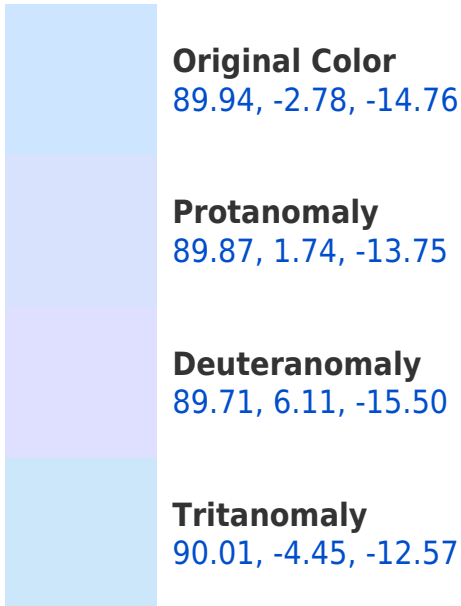 Original Color
89.94, -2.78, -14.76
Protanomaly
89.87, 1.74, -13.75
Deuteranomaly
89.71, 6.11, -15.50
Tritanomaly
90.01, -4.45, -12.57